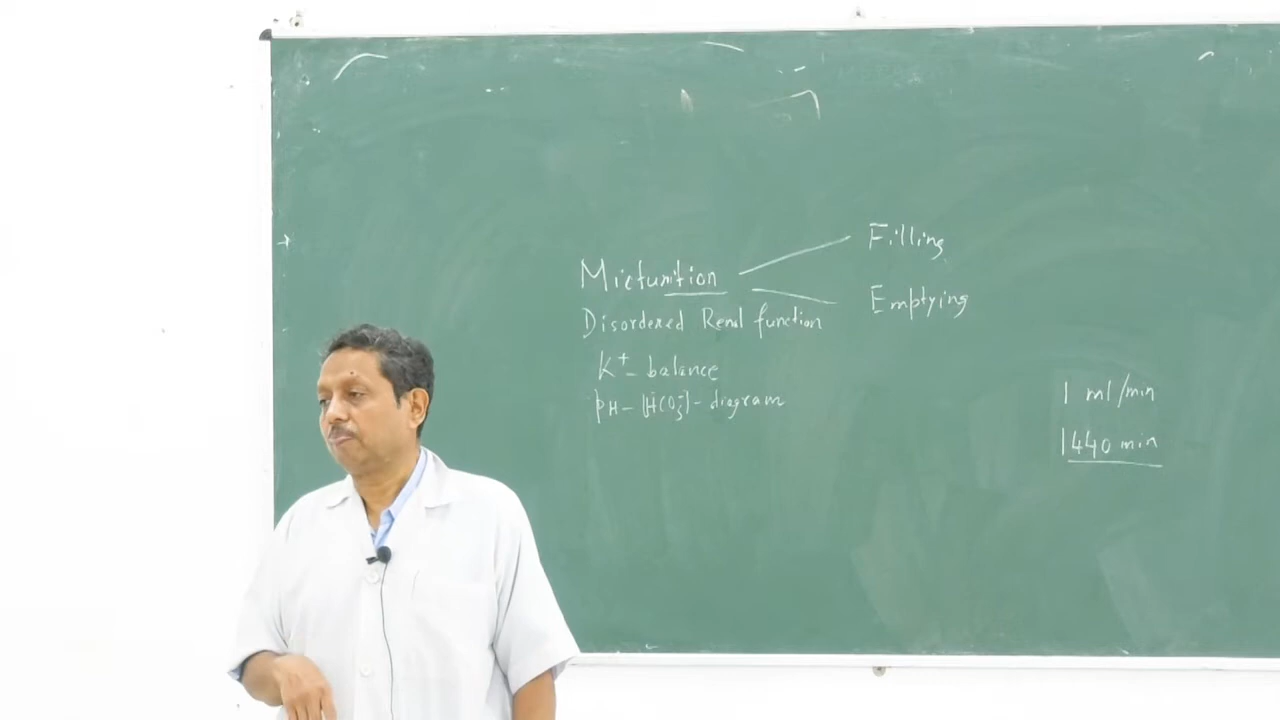 Micturition
Filling
Emptying
Disordered Renal function
K+ - balance
pH - [HCO3-] - diagram
1 ml/min
1440 min